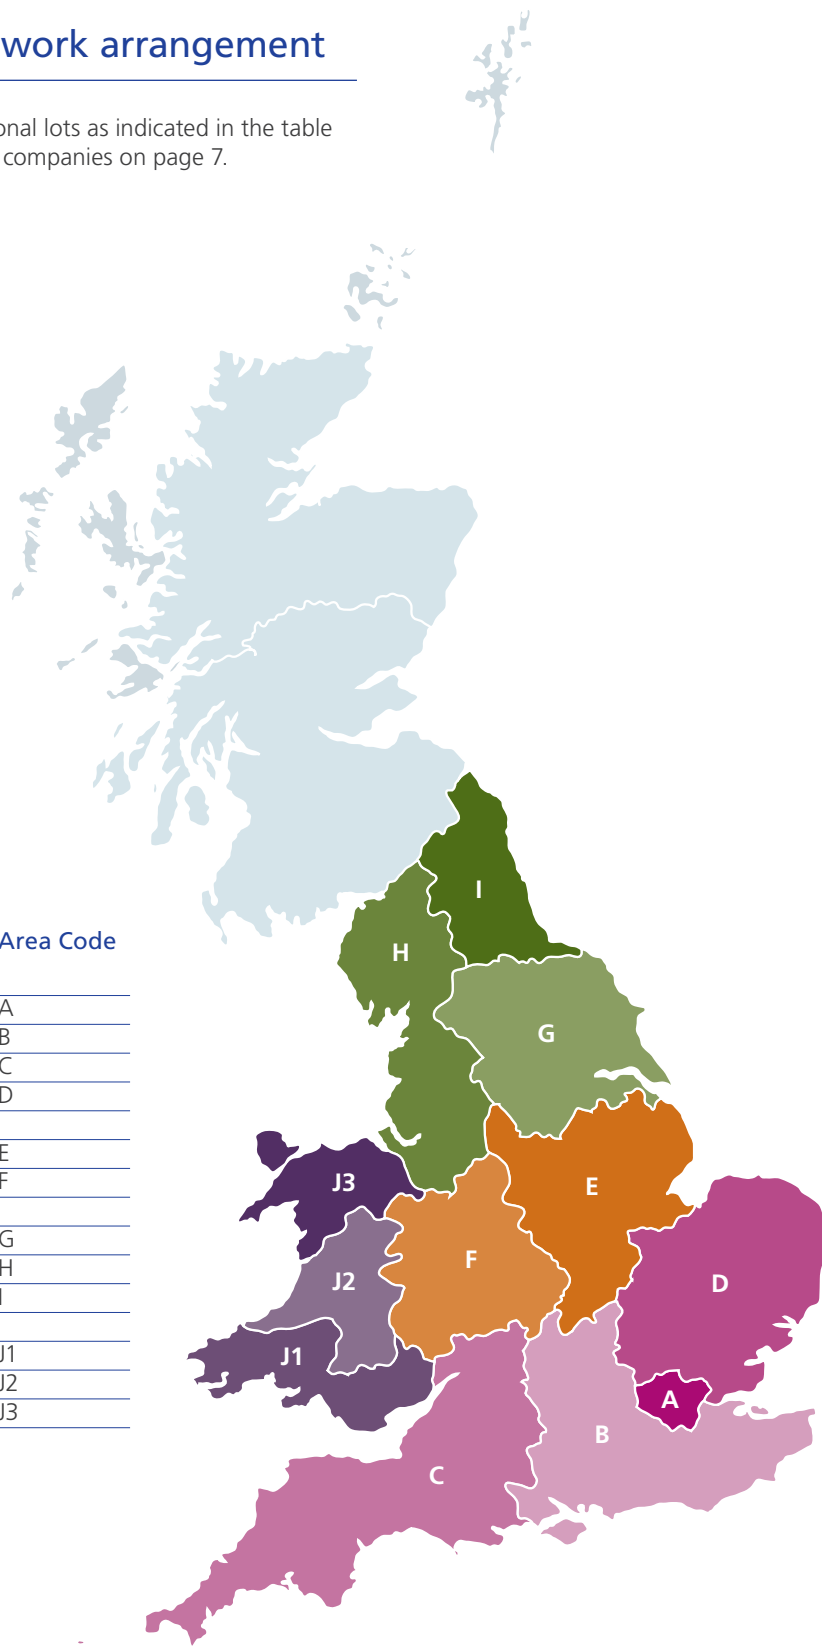 work arrangement
onal lots as indicated in the table
companies on page 7.
I
H
G
J3
E
F
J2
D
J1
A
B
C
Area Code
A
B
C
D
E
F
G
H
I
J1
J2
J3